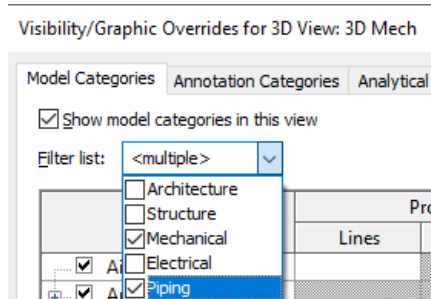 Visibility/Graphic Overrides for 3D View: 3D Mech
Model Categories Annotation Categories Analytical
Show model categories in this view
Filter list: <multiple>
Architecture
Structure
Mechanical
Electrical
Piping
Lines